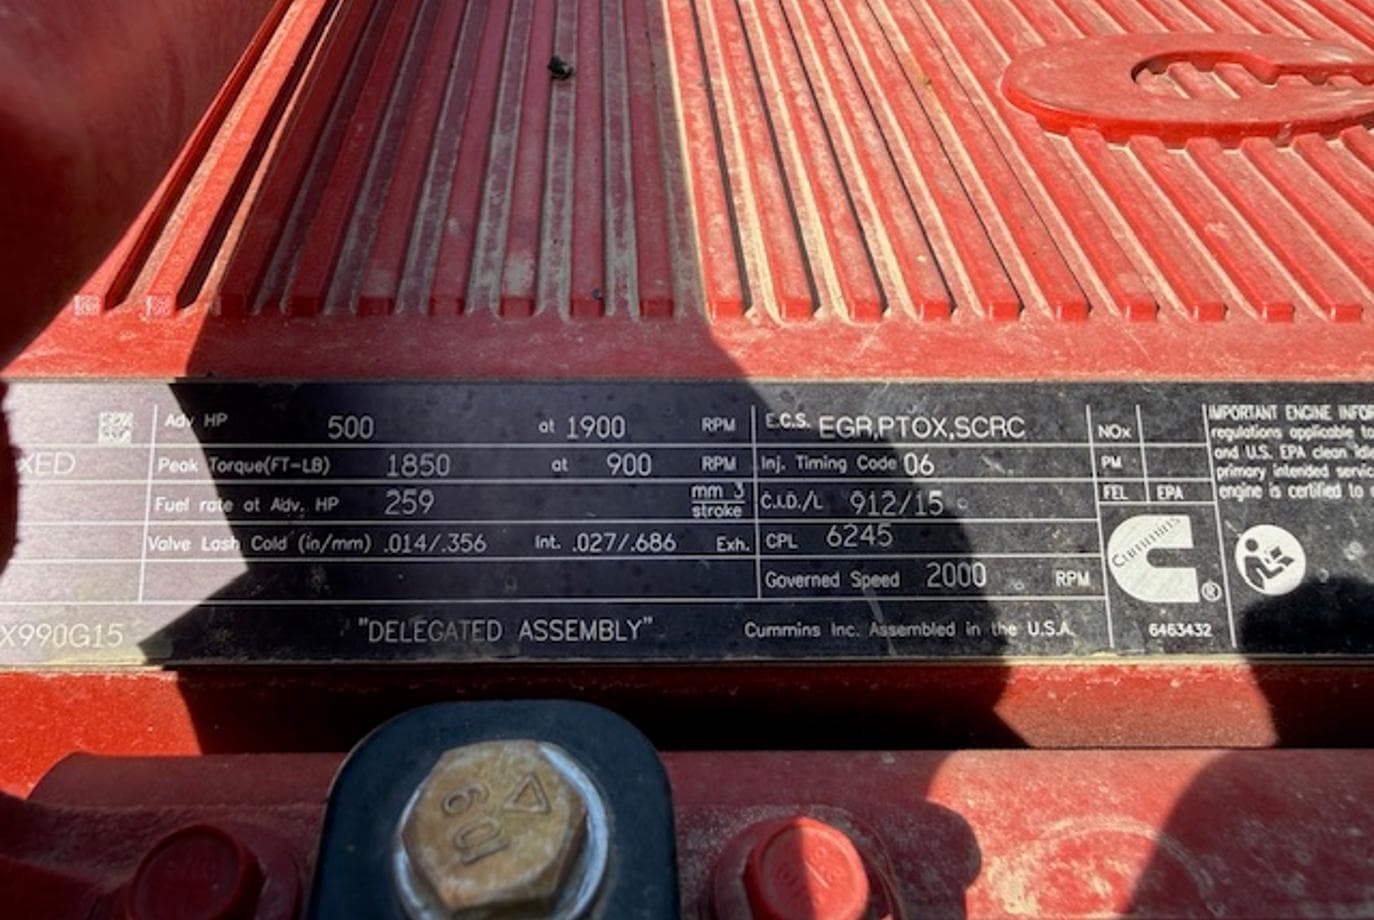 Adv HP 500 at 1900 RPM
Peak Torque(FT-LB) 1850 at 900 RPM
Fuel rate at Adv. HP 259 mm 3
stroke
Valve Lash Cold (in/mm) .014/.356 Int. .027/.686 Exh.
XED
X990G15
"DELEGATED ASSEMBLY"
E.C.S. EGR,PTOX,SCRC
Inj. Timing Code 06
C.I.D./L 912/15
CPL 6245
Governed Speed 2000 RPM
Cummins Inc. Assembled in the U.S.A.
NOx
PM
FEL EPA
Cummins
®
6463432
IMPORTANT ENGINE INFOR
regulations applicable to
and U.S. EPA clean idle
primary intended servic
engine is certified to